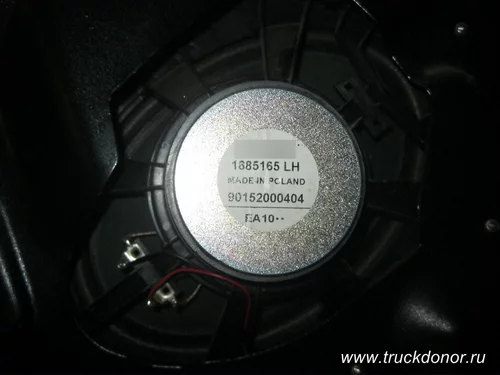 1885165 LH
MADE IN POLAND
90152000404
EA10••
www.truckdonor.ru